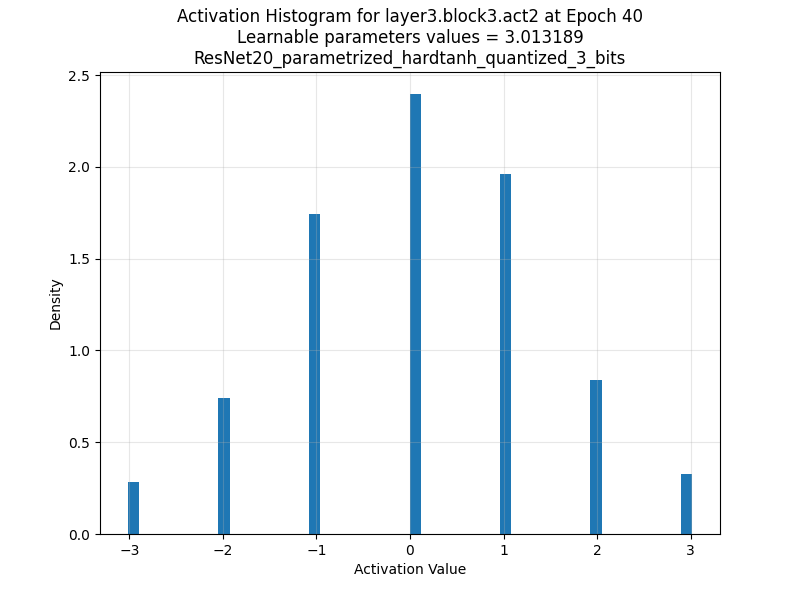 Activation Histogram for layer3.block3.act2 at Epoch 40
Learnable parameters values = 3.013189
ResNet20_parametrized_hardtanh_quantized_3_bits
2.5
2.0
1.5
1.0
0.5
0.0
Density
−3
−2
−1
0
1
2
3
Activation Value